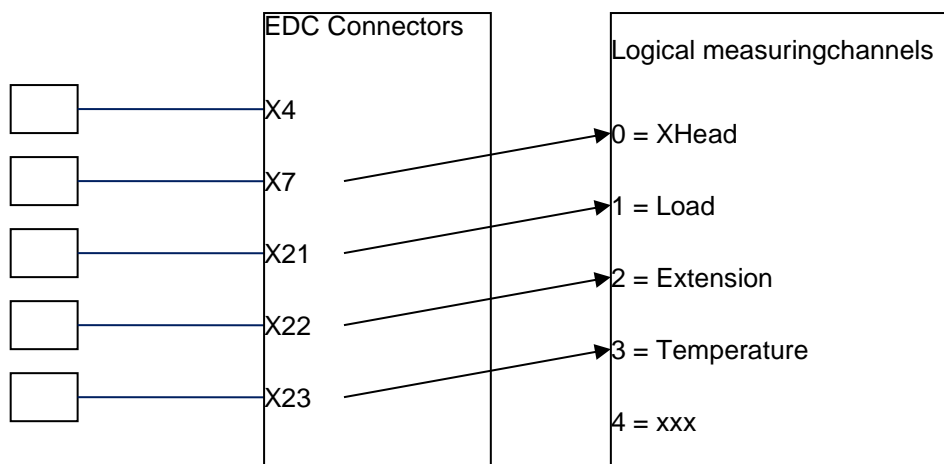 EDC Connectors
X4
X7
X21
X22
X23
Logical measuringchannels
0 = XHead
1 = Load
2 = Extension
3 = Temperature
4 = xxx